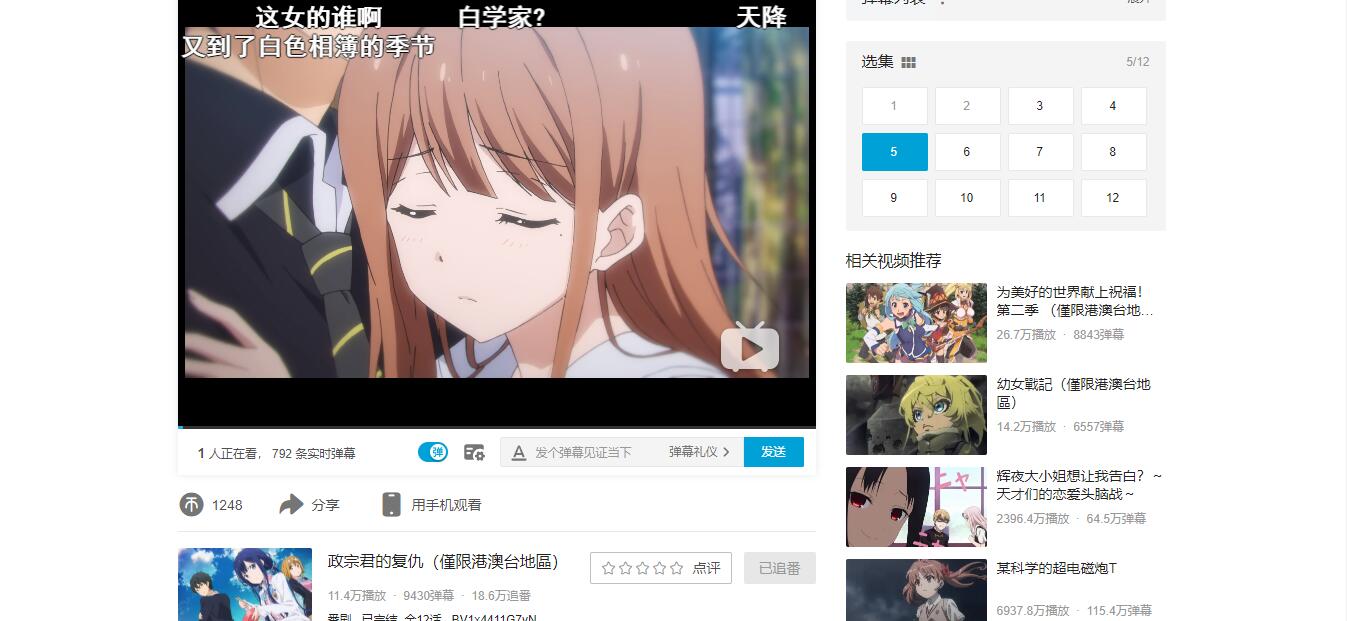 这女的谁啊
白学家?
天降
又到了白色相簿的季节
1 人正在看， 792 条实时弹幕
弹
发个弹幕见证当下
弹幕礼仪
发送
1248
分享
用手机观看
政宗君的复仇（僅限港澳台地區）
点评
已追番
11.4万播放 · 9430弹幕 · 18.6万追番
番剧 已完结, 全12话 BV1x4411G7yN
选集
5/12
1
2
3
4
5
6
7
8
9
10
11
12
相关视频推荐
为美好的世界献上祝福！
第二季 （僅限港澳台地…
26.7万播放 · 8843弹幕
幼女戰記（僅限港澳台地
區）
14.2万播放 · 6557弹幕
辉夜大小姐想让我告白？～
天才们的恋爱头脑战～
2396.4万播放 · 64.5万弹幕
某科学的超电磁炮T
6937.8万播放 · 115.4万弹幕